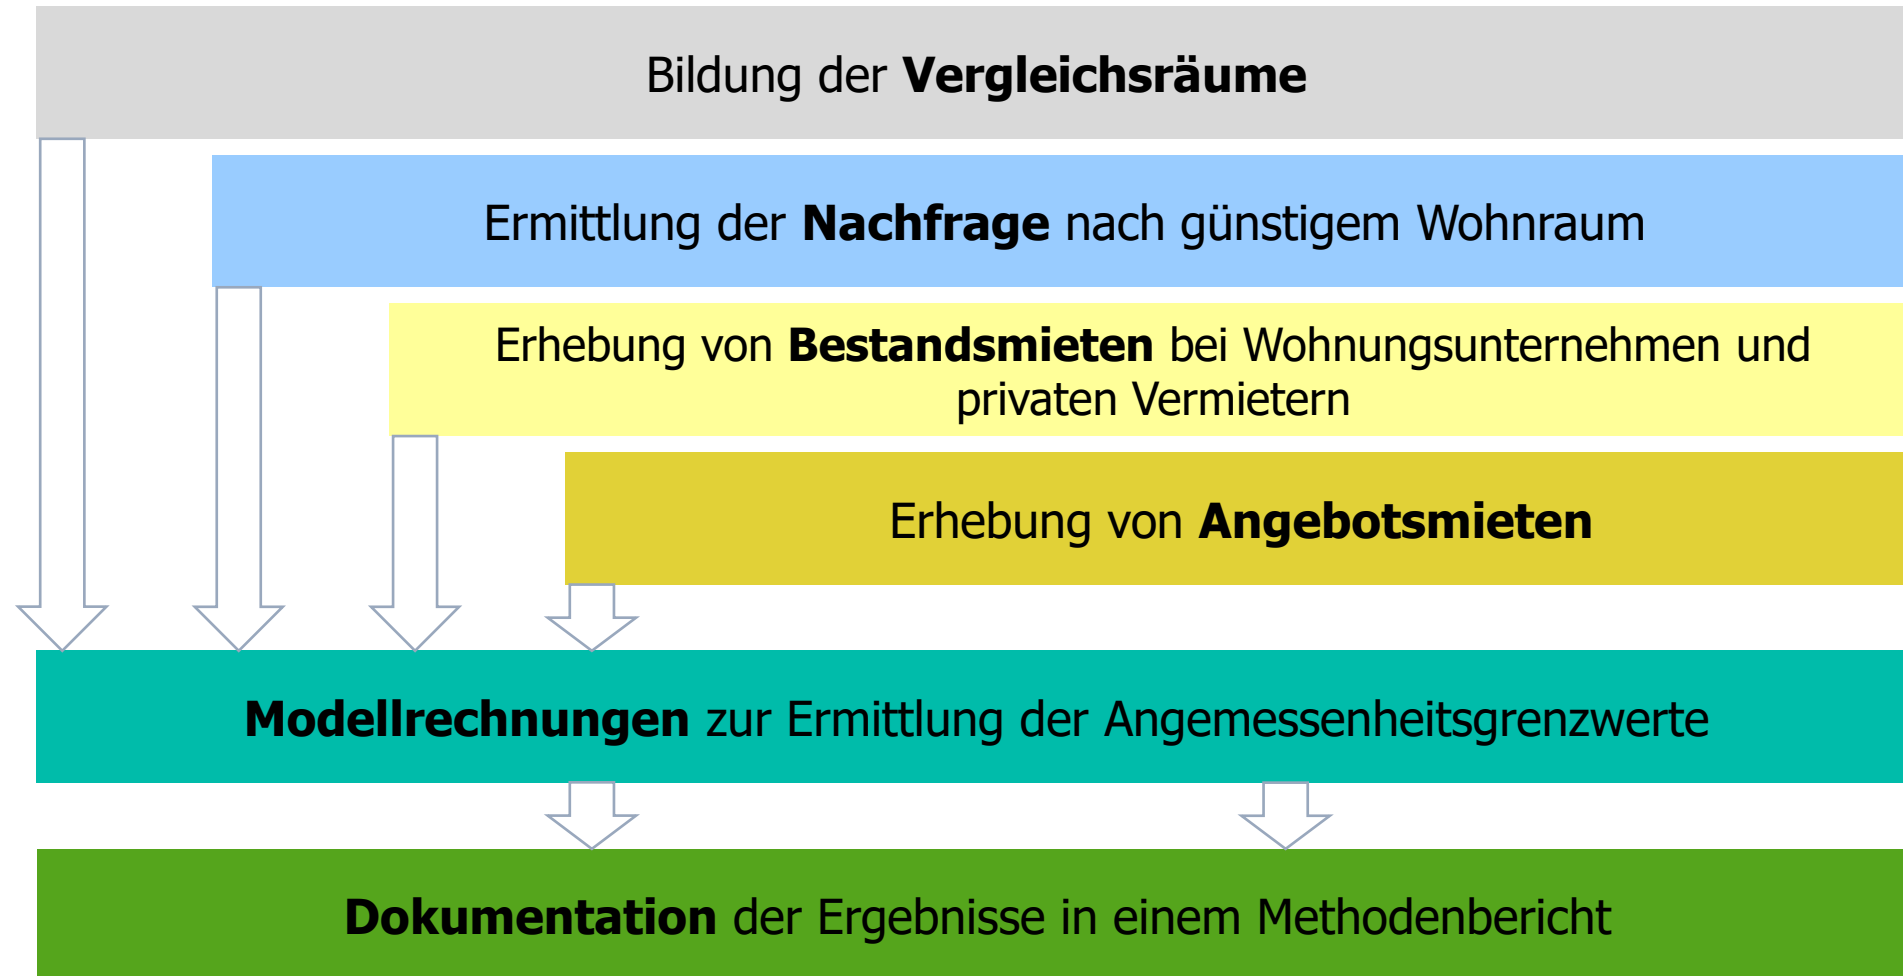 Bildung der Vergleichsräume
Ermittlung der Nachfrage nach günstigem Wohnraum
Erhebung von Bestandsmieten bei Wohnungsunternehmen und
privaten Vermietern
Erhebung von Angebotsmieten
Modellrechnungen zur Ermittlung der Angemessenheitsgrenzwerte
Dokumentation der Ergebnisse in einem Methodenbericht